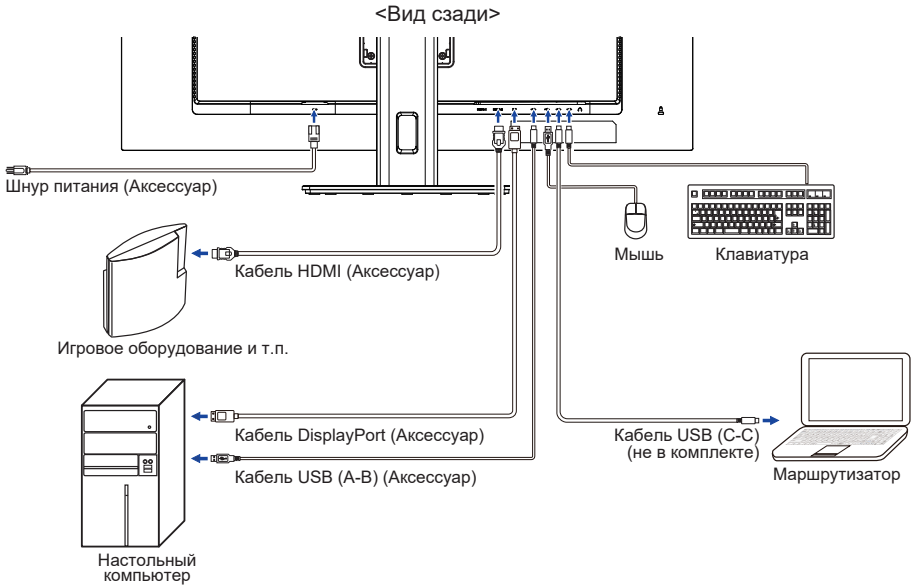 <Вид сзади>
Шнур питания (Аксессуар)
Мышь
Клавиатура
Кабель HDMI (Аксессуар)
Игровое оборудование и т.п.
Кабель DisplayPort (Аксессуар)
Кабель USB (C-C)
(не в комплекте)
Кабель USB (A-B) (Аксессуар)
Маршрутизатор
Настольный
компьютер